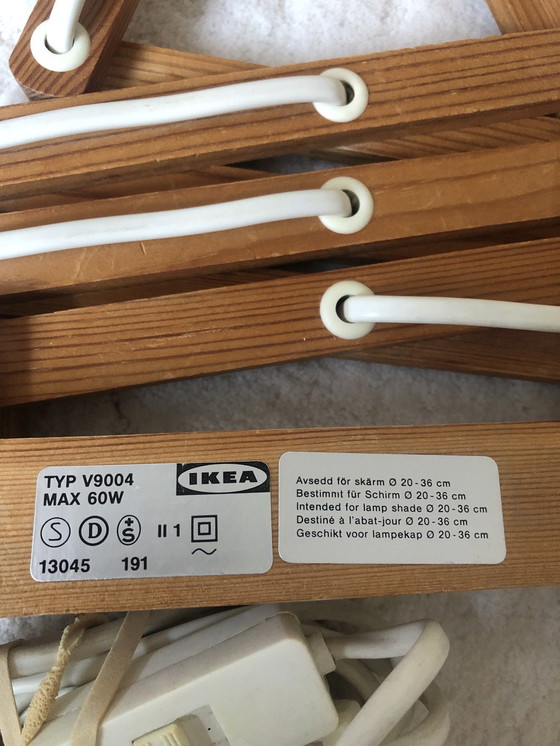 TYP V9004
MAX 60W
IKEA
S D +S II 1
13045 191
Avsedd för skärm Ø 20-36 cm
Bestimmt für Schirm Ø 20-36 cm
Intended for lamp shade Ø 20-36 cm
Destiné à l'abat-jour Ø 20-36 cm
Geschikt voor lampekap Ø 20-36 cm